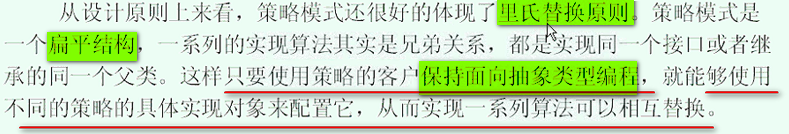 从设计原则上来看，策略模式还很好的体现了里氏替换原则。策略模式是
一个扁平结构，一系列的实现算法其实是兄弟关系，都是实现同一个接口或者继
承的同一个父类。这样只要使用策略的客户保持面向抽象类型编程，就能够使用
不同的策略的具体实现对象来配置它，从而实现一系列算法可以相互替换。